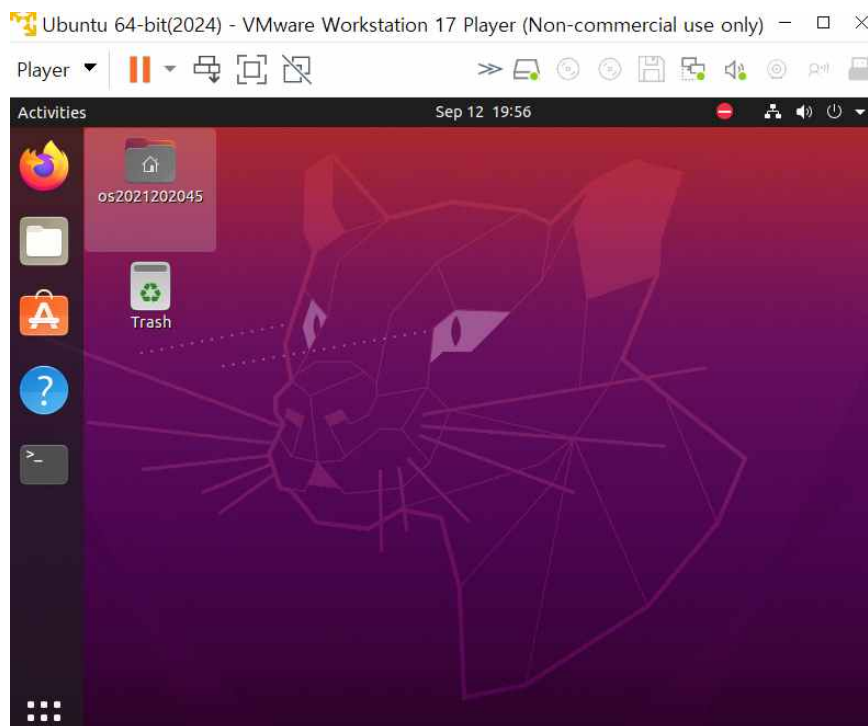 Ubuntu 64-bit(2024) - VMware Workstation 17 Player (Non-commercial use only)
Player
Activities
Sep 12 19:56
os2021202045
Trash